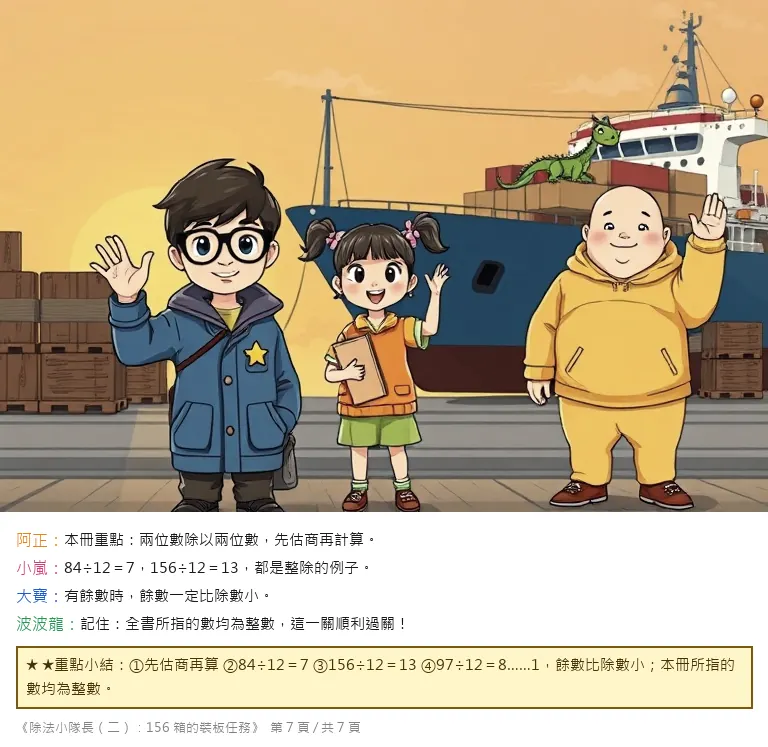 阿正：本冊重點：兩位數除以兩位數，先估商再計算。
小嵐：84÷12＝7，156÷12＝13，都是整除的例子。
大寶：有餘數時，餘數一定比除數小。
波波龍：記住：全書所指的數均為整數，這一關順利過關！
★★重點小結：①先估商再算 ②84÷12＝7 ③156÷12＝13 ④97÷12＝8……1，餘數比除數小；本冊所指的
數均為整數。
《除法小隊長（二）：156 箱的裝板任務》 第 7 頁 / 共 7 頁